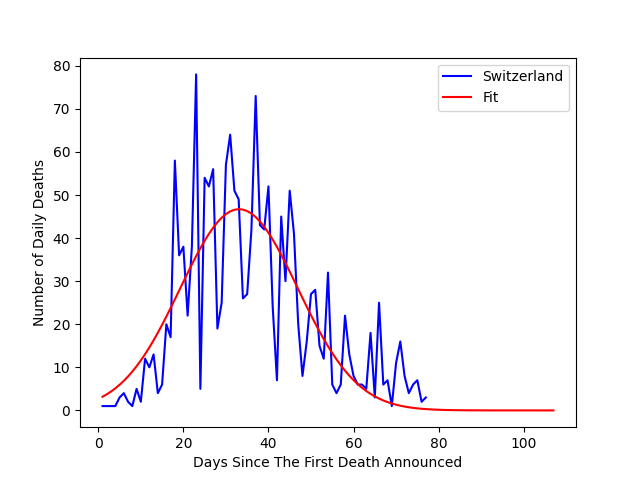 Switzerland
Fit
80
70
60
50
40
30
20
10
0
Number of Daily Deaths
0 20 40 60 80 100
Days Since The First Death Announced